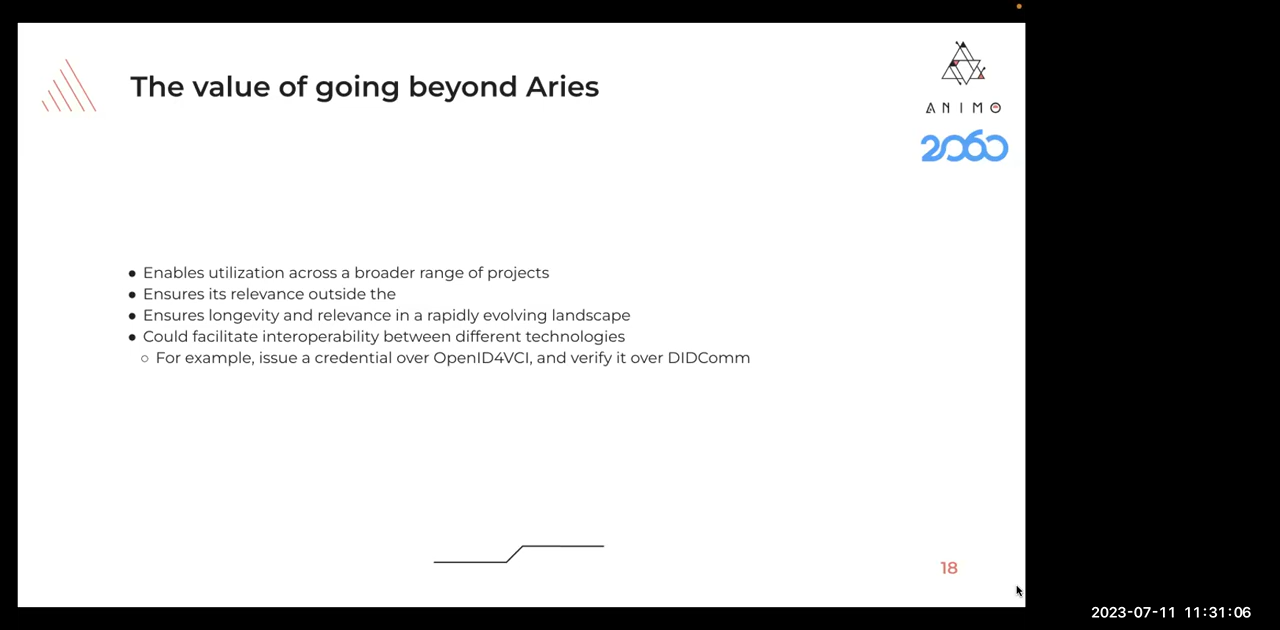 The value of going beyond Aries
ANIMO
2060
● Enables utilization across a broader range of projects
● Ensures its relevance outside the
● Ensures longevity and relevance in a rapidly evolving landscape
● Could facilitate interoperability between different technologies
○ For example, issue a credential over OpenID4VCI, and verify it over DIDComm
18
2023-07-11 11:31:06